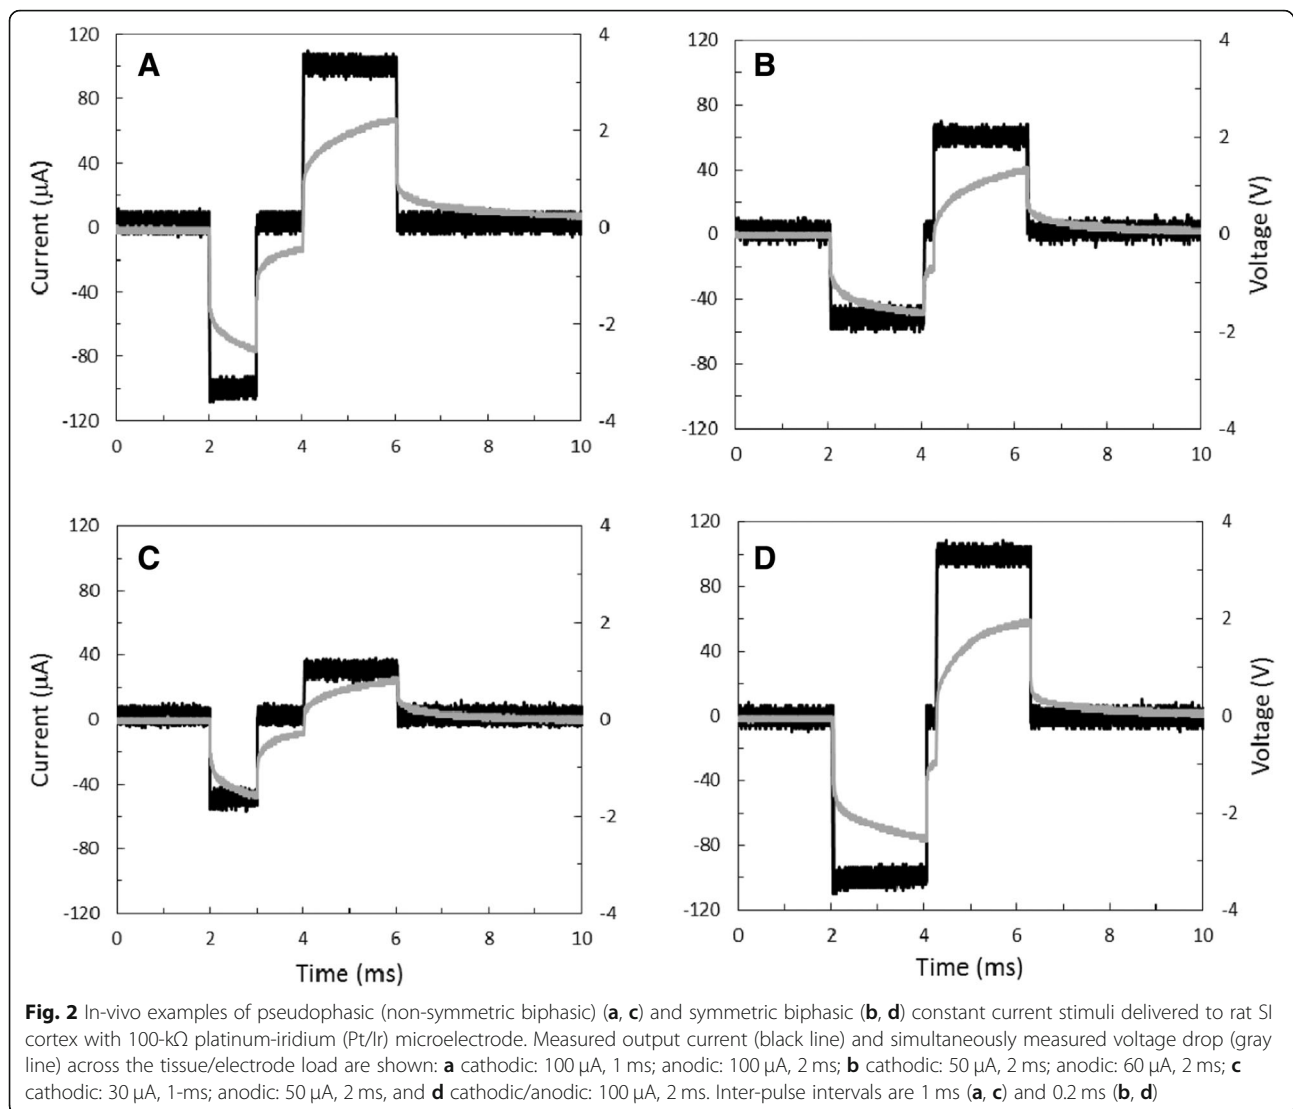 A
120
80
40
0
-40
-80
-120
4
2
0
-2
-4
Current (µA)
0 2 4 6 8 10
B
120
80
40
0
-40
-80
-120
4
2
0
-2
-4
Voltage (V)
0 2 4 6 8 10
C
120
80
40
0
-40
-80
-120
4
2
0
-2
-4
Current (µA)
0 2 4 6 8 10
Time (ms)
D
120
80
40
0
-40
-80
-120
4
2
0
-2
-4
Voltage (V)
0 2 4 6 8 10
Time (ms)
Fig. 2 In-vivo examples of pseudophasic (non-symmetric biphasic) (a, c) and symmetric biphasic (b, d) constant current stimuli delivered to rat SI
cortex with 100-kΩ platinum-iridium (Pt/Ir) microelectrode. Measured output current (black line) and simultaneously measured voltage drop (gray
line) across the tissue/electrode load are shown: a cathodic: 100 µA, 1 ms; anodic: 100 µA, 2 ms; b cathodic: 50 µA, 2 ms; anodic: 60 µA, 2 ms; c
cathodic: 30 µA, 1-ms; anodic: 50 µA, 2 ms, and d cathodic/anodic: 100 µA, 2 ms. Inter-pulse intervals are 1 ms (a, c) and 0.2 ms (b, d)